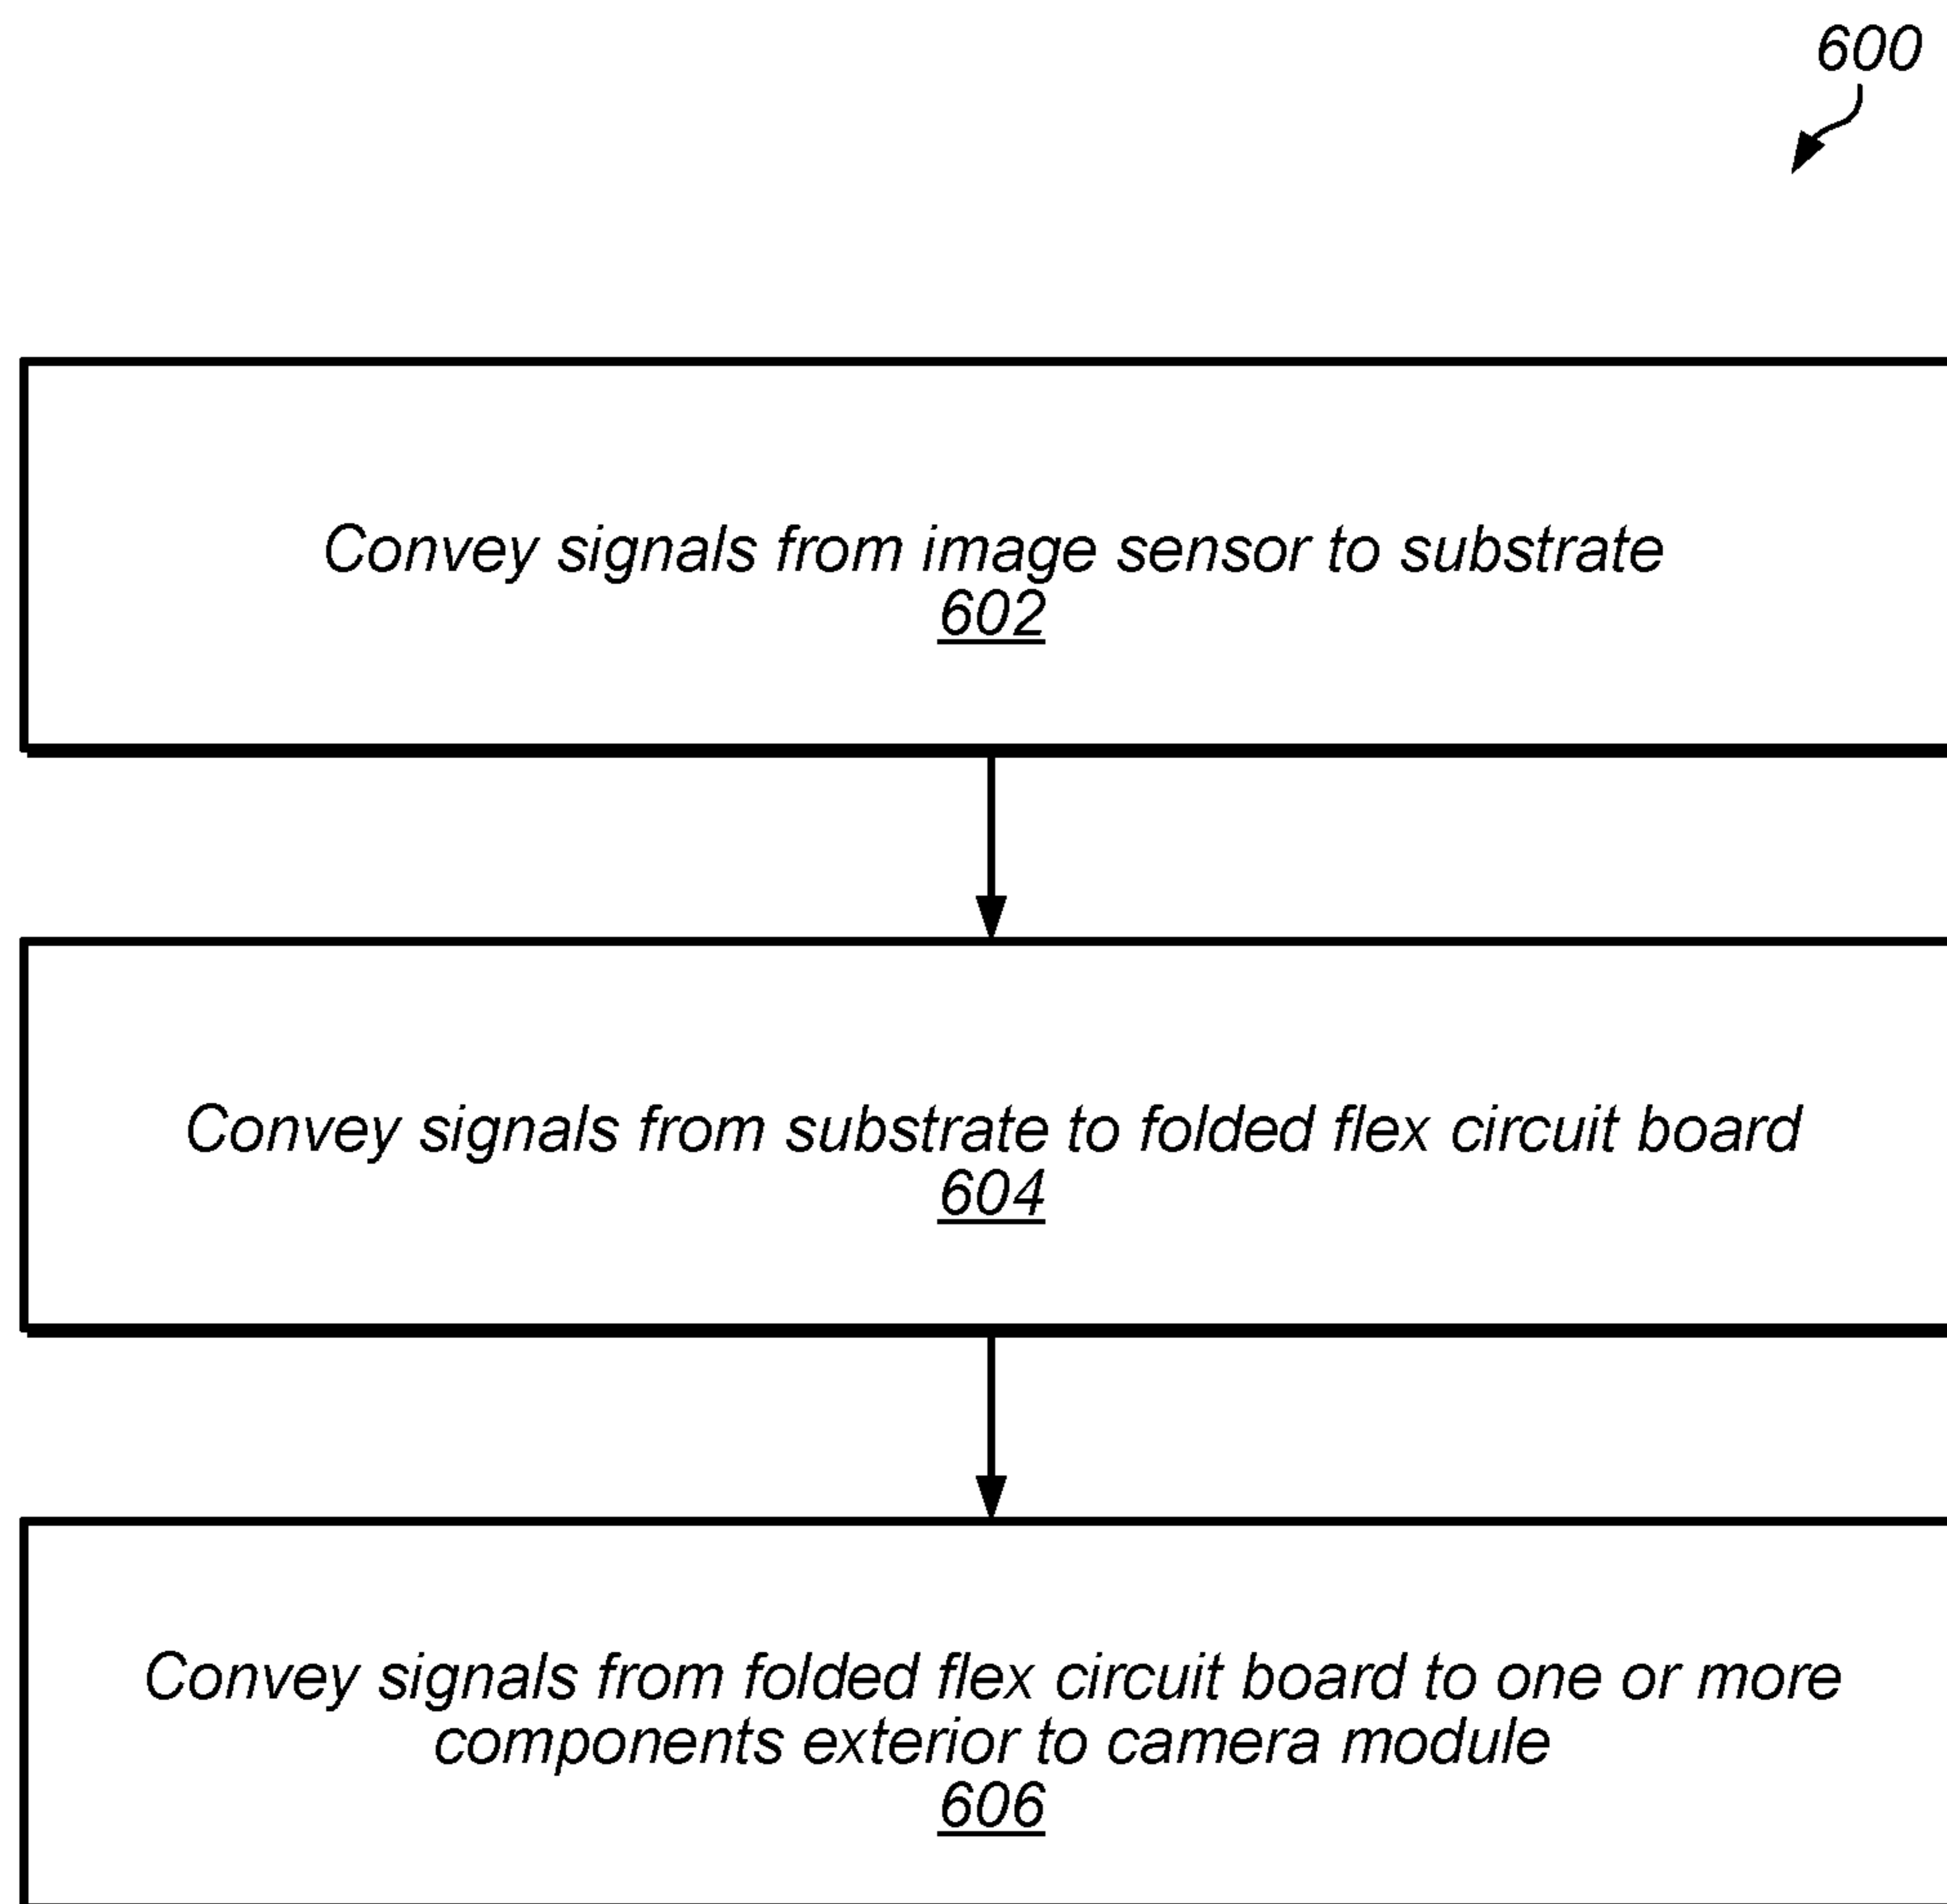 600
Convey signals from image sensor to substrate
602
Convey signals from substrate to folded flex circuit board
604
Convey signals from folded flex circuit board to one or more
components exterior to camera module
606